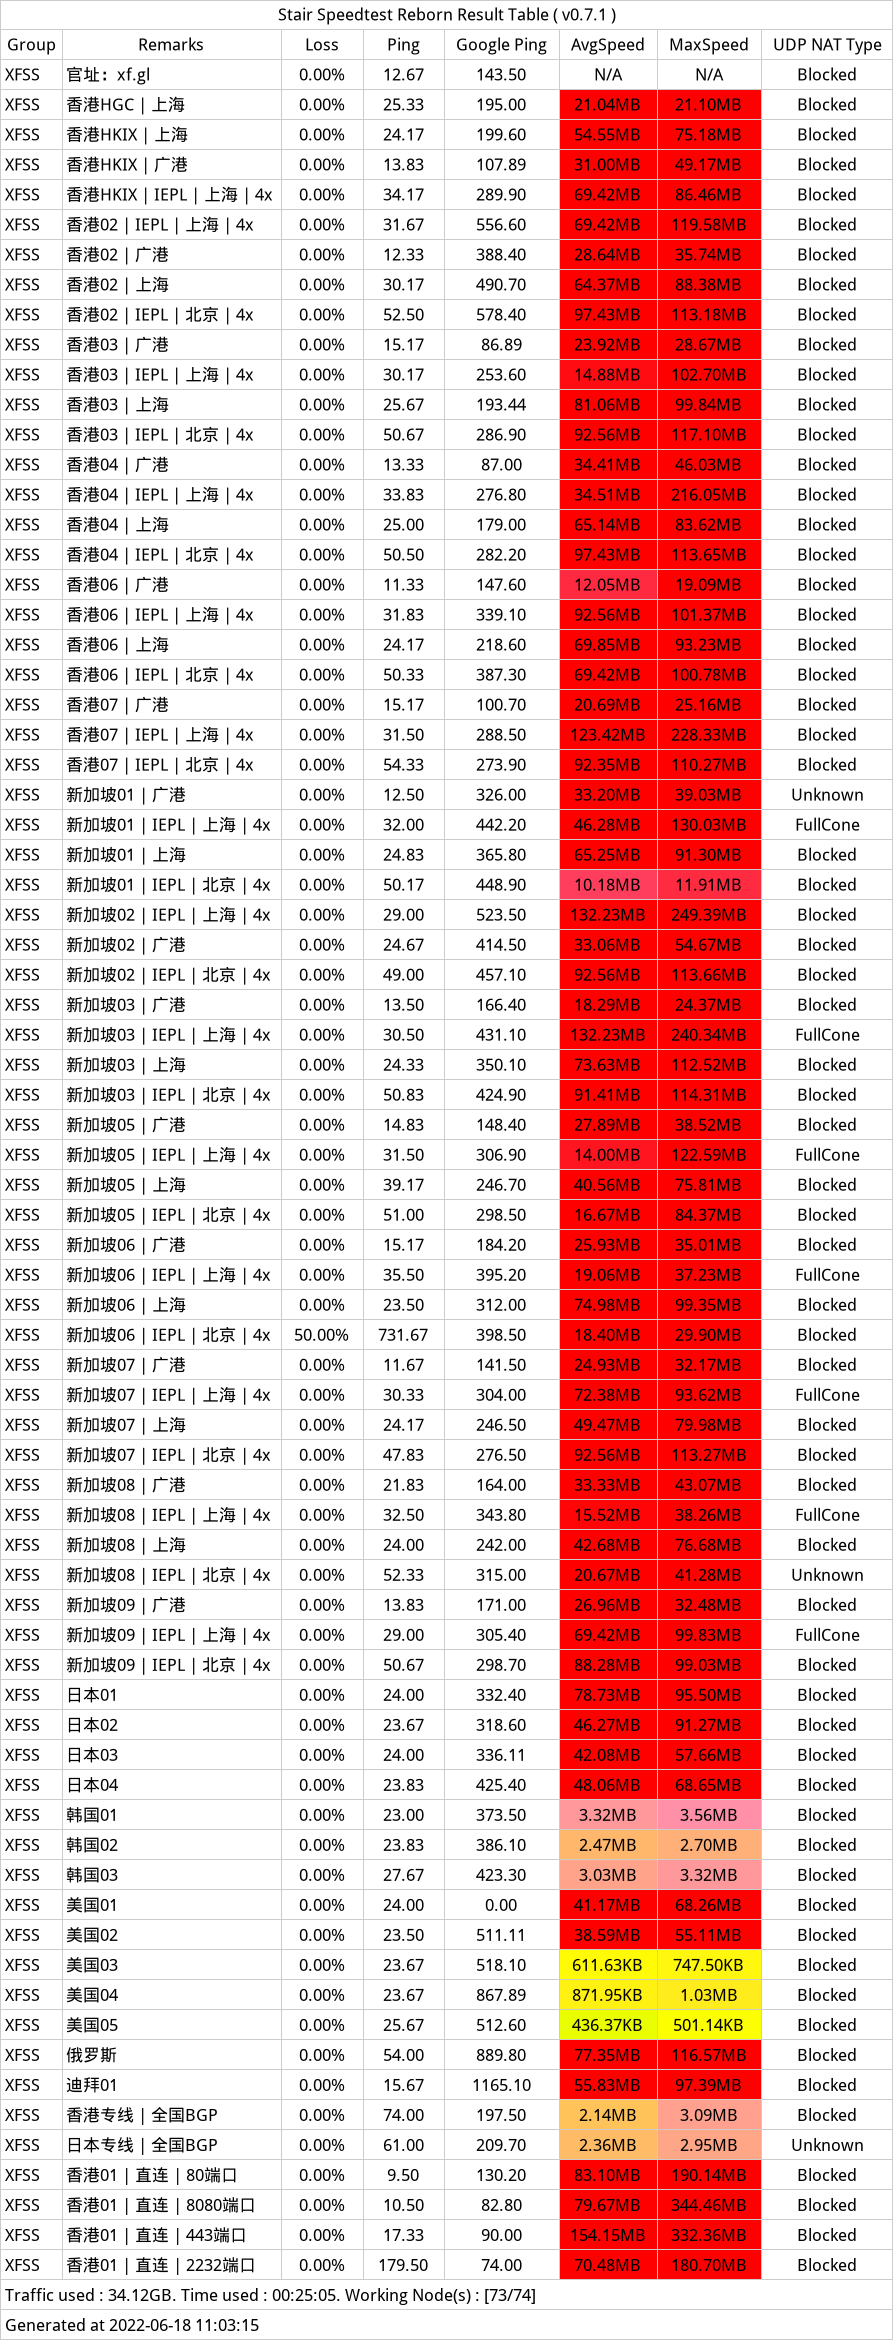 Stair Speedtest Reborn Result Table ( v0.7.1 )
Group Remarks Loss Ping Google Ping AvgSpeed MaxSpeed UDP NAT Type
XFSS 官址：xf.gl 0.00% 12.67 143.50 N/A N/A Blocked
XFSS 香港HGC | 上海 0.00% 25.33 195.00 21.04MB 21.10MB Blocked
XFSS 香港HKIX | 上海 0.00% 24.17 199.60 54.55MB 75.18MB Blocked
XFSS 香港HKIX | 广港 0.00% 13.83 107.89 31.00MB 49.17MB Blocked
XFSS 香港HKIX | IEPL | 上海 | 4x 0.00% 34.17 289.90 69.42MB 86.46MB Blocked
XFSS 香港02 | IEPL | 上海 | 4x 0.00% 31.67 556.60 69.42MB 119.58MB Blocked
XFSS 香港02 | 广港 0.00% 12.33 388.40 28.64MB 35.74MB Blocked
XFSS 香港02 | 上海 0.00% 30.17 490.70 64.37MB 88.38MB Blocked
XFSS 香港02 | IEPL | 北京 | 4x 0.00% 52.50 578.40 97.43MB 113.18MB Blocked
XFSS 香港03 | 广港 0.00% 15.17 86.89 23.92MB 28.67MB Blocked
XFSS 香港03 | IEPL | 上海 | 4x 0.00% 30.17 253.60 14.88MB 102.70MB Blocked
XFSS 香港03 | 上海 0.00% 25.67 193.44 81.06MB 99.84MB Blocked
XFSS 香港03 | IEPL | 北京 | 4x 0.00% 50.67 286.90 92.56MB 117.10MB Blocked
XFSS 香港04 | 广港 0.00% 13.33 87.00 34.41MB 46.03MB Blocked
XFSS 香港04 | IEPL | 上海 | 4x 0.00% 33.83 276.80 34.51MB 216.05MB Blocked
XFSS 香港04 | 上海 0.00% 25.00 179.00 65.14MB 83.62MB Blocked
XFSS 香港04 | IEPL | 北京 | 4x 0.00% 50.50 282.20 97.43MB 113.65MB Blocked
XFSS 香港06 | 广港 0.00% 11.33 147.60 12.05MB 19.09MB Blocked
XFSS 香港06 | IEPL | 上海 | 4x 0.00% 31.83 339.10 92.56MB 101.37MB Blocked
XFSS 香港06 | 上海 0.00% 24.17 218.60 69.85MB 93.23MB Blocked
XFSS 香港06 | IEPL | 北京 | 4x 0.00% 50.33 387.30 69.42MB 100.78MB Blocked
XFSS 香港07 | 广港 0.00% 15.17 100.70 20.69MB 25.16MB Blocked
XFSS 香港07 | IEPL | 上海 | 4x 0.00% 31.50 288.50 123.42MB 228.33MB Blocked
XFSS 香港07 | IEPL | 北京 | 4x 0.00% 54.33 273.90 92.35MB 110.27MB Blocked
XFSS 新加坡01 | 广港 0.00% 12.50 326.00 33.20MB 39.03MB Unknown
XFSS 新加坡01 | IEPL | 上海 | 4x 0.00% 32.00 442.20 46.28MB 130.03MB FullCone
XFSS 新加坡01 | 上海 0.00% 24.83 365.80 65.25MB 91.30MB Blocked
XFSS 新加坡01 | IEPL | 北京 | 4x 0.00% 50.17 448.90 10.18MB 11.91MB Blocked
XFSS 新加坡02 | IEPL | 上海 | 4x 0.00% 29.00 523.50 132.23MB 249.39MB Blocked
XFSS 新加坡02 | 广港 0.00% 24.67 414.50 33.06MB 54.67MB Blocked
XFSS 新加坡02 | IEPL | 北京 | 4x 0.00% 49.00 457.10 92.56MB 113.66MB Blocked
XFSS 新加坡03 | 广港 0.00% 13.50 166.40 18.29MB 24.37MB Blocked
XFSS 新加坡03 | IEPL | 上海 | 4x 0.00% 30.50 431.10 132.23MB 240.34MB FullCone
XFSS 新加坡03 | 上海 0.00% 24.33 350.10 73.63MB 112.52MB Blocked
XFSS 新加坡03 | IEPL | 北京 | 4x 0.00% 50.83 424.90 91.41MB 114.31MB Blocked
XFSS 新加坡05 | 广港 0.00% 14.83 148.40 27.89MB 38.52MB Blocked
XFSS 新加坡05 | IEPL | 上海 | 4x 0.00% 31.50 306.90 14.00MB 122.59MB FullCone
XFSS 新加坡05 | 上海 0.00% 39.17 246.70 40.56MB 75.81MB Blocked
XFSS 新加坡05 | IEPL | 北京 | 4x 0.00% 51.00 298.50 16.67MB 84.37MB Blocked
XFSS 新加坡06 | 广港 0.00% 15.17 184.20 25.93MB 35.01MB Blocked
XFSS 新加坡06 | IEPL | 上海 | 4x 0.00% 35.50 395.20 19.06MB 37.23MB FullCone
XFSS 新加坡06 | 上海 0.00% 23.50 312.00 74.98MB 99.35MB Blocked
XFSS 新加坡06 | IEPL | 北京 | 4x 50.00% 731.67 398.50 18.40MB 29.90MB Blocked
XFSS 新加坡07 | 广港 0.00% 11.67 141.50 24.93MB 32.17MB Blocked
XFSS 新加坡07 | IEPL | 上海 | 4x 0.00% 30.33 304.00 72.38MB 93.62MB FullCone
XFSS 新加坡07 | 上海 0.00% 24.17 246.50 49.47MB 79.98MB Blocked
XFSS 新加坡07 | IEPL | 北京 | 4x 0.00% 47.83 276.50 92.56MB 113.27MB Blocked
XFSS 新加坡08 | 广港 0.00% 21.83 164.00 33.33MB 43.07MB Blocked
XFSS 新加坡08 | IEPL | 上海 | 4x 0.00% 32.50 343.80 15.52MB 38.26MB FullCone
XFSS 新加坡08 | 上海 0.00% 24.00 242.00 42.68MB 76.68MB Blocked
XFSS 新加坡08 | IEPL | 北京 | 4x 0.00% 52.33 315.00 20.67MB 41.28MB Unknown
XFSS 新加坡09 | 广港 0.00% 13.83 171.00 26.96MB 32.48MB Blocked
XFSS 新加坡09 | IEPL | 上海 | 4x 0.00% 29.00 305.40 69.42MB 99.83MB FullCone
XFSS 新加坡09 | IEPL | 北京 | 4x 0.00% 50.67 298.70 88.28MB 99.03MB Blocked
XFSS 日本01 0.00% 24.00 332.40 78.73MB 95.50MB Blocked
XFSS 日本02 0.00% 23.67 318.60 46.27MB 91.27MB Blocked
XFSS 日本03 0.00% 24.00 336.11 42.08MB 57.66MB Blocked
XFSS 日本04 0.00% 23.83 425.40 48.06MB 68.65MB Blocked
XFSS 韩国01 0.00% 23.00 373.50 3.32MB 3.56MB Blocked
XFSS 韩国02 0.00% 23.83 386.10 2.47MB 2.70MB Blocked
XFSS 韩国03 0.00% 27.67 423.30 3.03MB 3.32MB Blocked
XFSS 美国01 0.00% 24.00 0.00 41.17MB 68.26MB Blocked
XFSS 美国02 0.00% 23.50 511.11 38.59MB 55.11MB Blocked
XFSS 美国03 0.00% 23.67 518.10 611.63KB 747.50KB Blocked
XFSS 美国04 0.00% 23.67 867.89 871.95KB 1.03MB Blocked
XFSS 美国05 0.00% 25.67 512.60 436.37KB 501.14KB Blocked
XFSS 俄罗斯 0.00% 54.00 889.80 77.35MB 116.57MB Blocked
XFSS 迪拜01 0.00% 15.67 1165.10 55.83MB 97.39MB Blocked
XFSS 香港专线 | 全国BGP 0.00% 74.00 197.50 2.14MB 3.09MB Blocked
XFSS 日本专线 | 全国BGP 0.00% 61.00 209.70 2.36MB 2.95MB Unknown
XFSS 香港01 | 直连 | 80端口 0.00% 9.50 130.20 83.10MB 190.14MB Blocked
XFSS 香港01 | 直连 | 8080端口 0.00% 10.50 82.80 79.67MB 344.46MB Blocked
XFSS 香港01 | 直连 | 443端口 0.00% 17.33 90.00 154.15MB 332.36MB Blocked
XFSS 香港01 | 直连 | 2232端口 0.00% 179.50 74.00 70.48MB 180.70MB Blocked
Traffic used : 34.12GB. Time used : 00:25:05. Working Node(s) : [73/74]
Generated at 2022-06-18 11:03:15